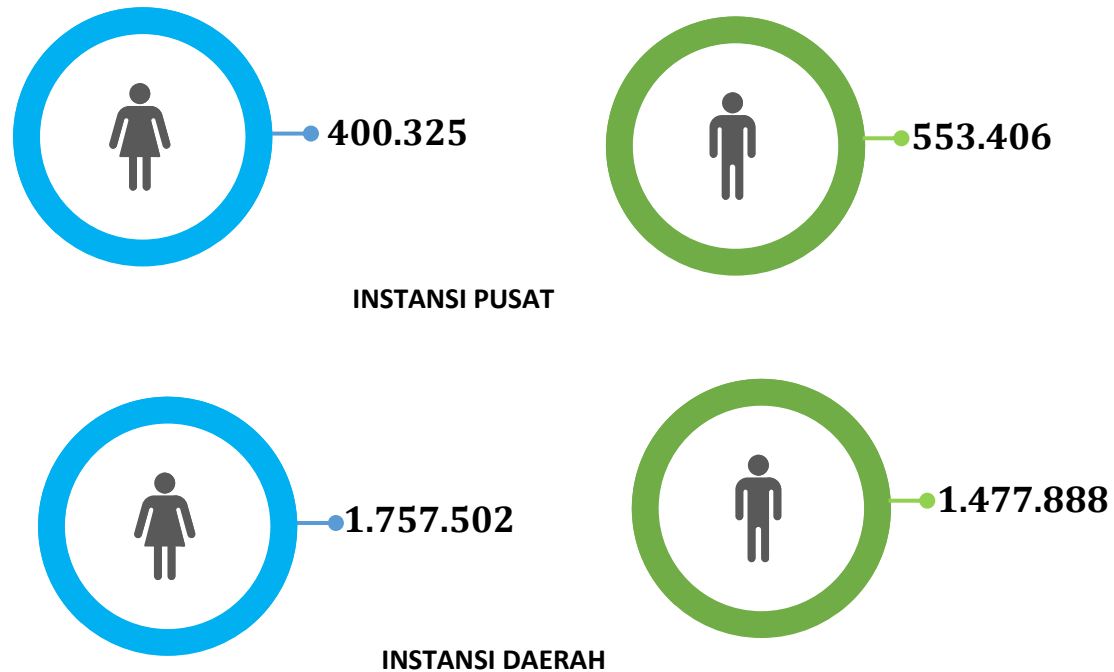 400.325
553.406
INSTANSI PUSAT
1.757.502
1.477.888
INSTANSI DAERAH